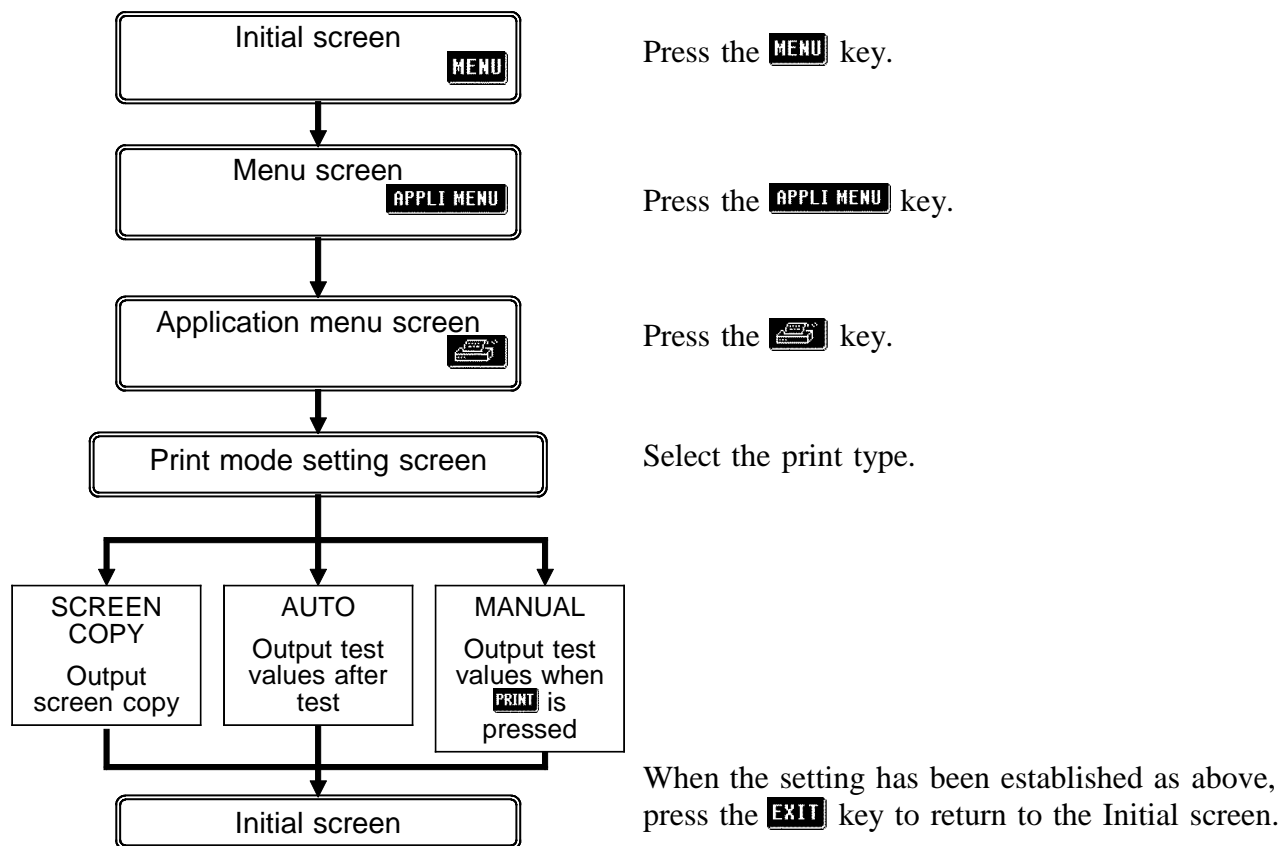 Initial screen
MENU
Press the MENU key.
Menu screen
APPLI MENU
Press the APPLI MENU key.
Application menu screen
Press the key.
Print mode setting screen
Select the print type.
SCREEN
COPY
Output
screen copy
AUTO
Output test
values after
test
MANUAL
Output test
values when
PRINT is
pressed
When the setting has been established as above,
press the EXIT key to return to the Initial screen.
Initial screen